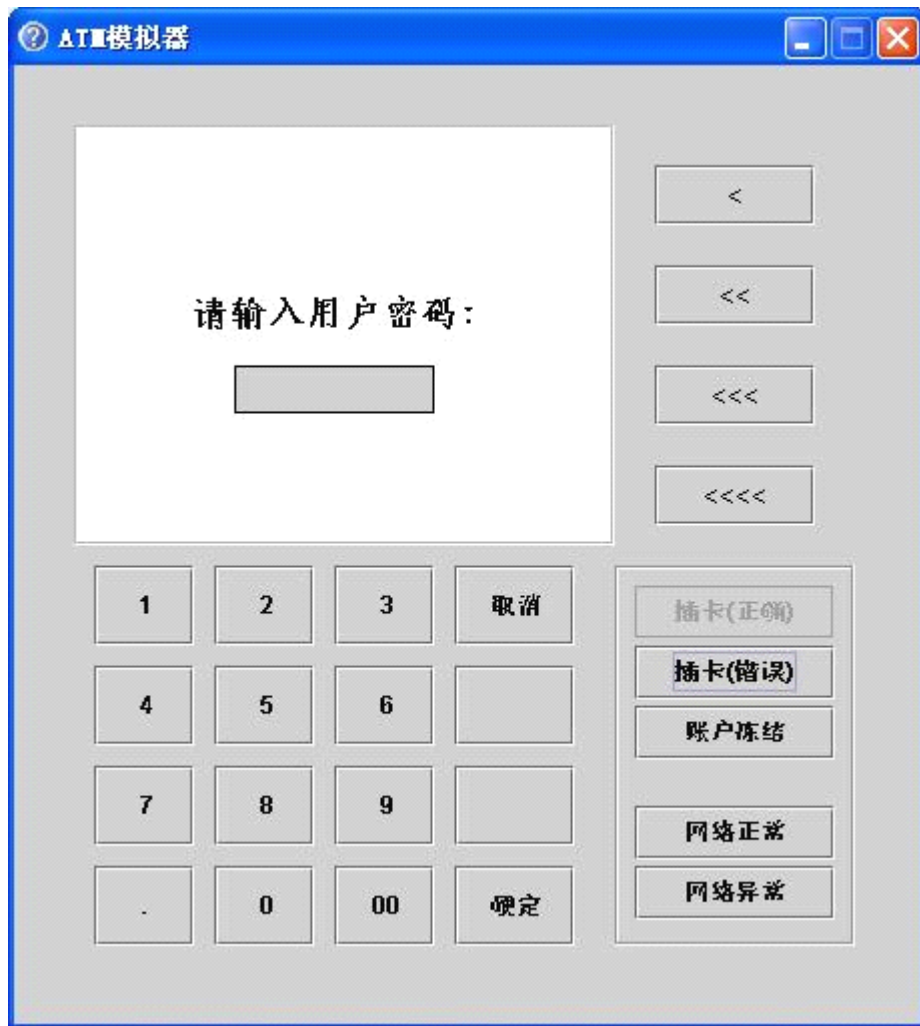 ATM模拟器
<
<<
请输入用户密码:
<<<
<<<<
1 2 3 取消
插卡(正确)
插卡(错误)
4 5 6
账户冻结
7 8 9
网络正常
网络异常
. 0 00 确定